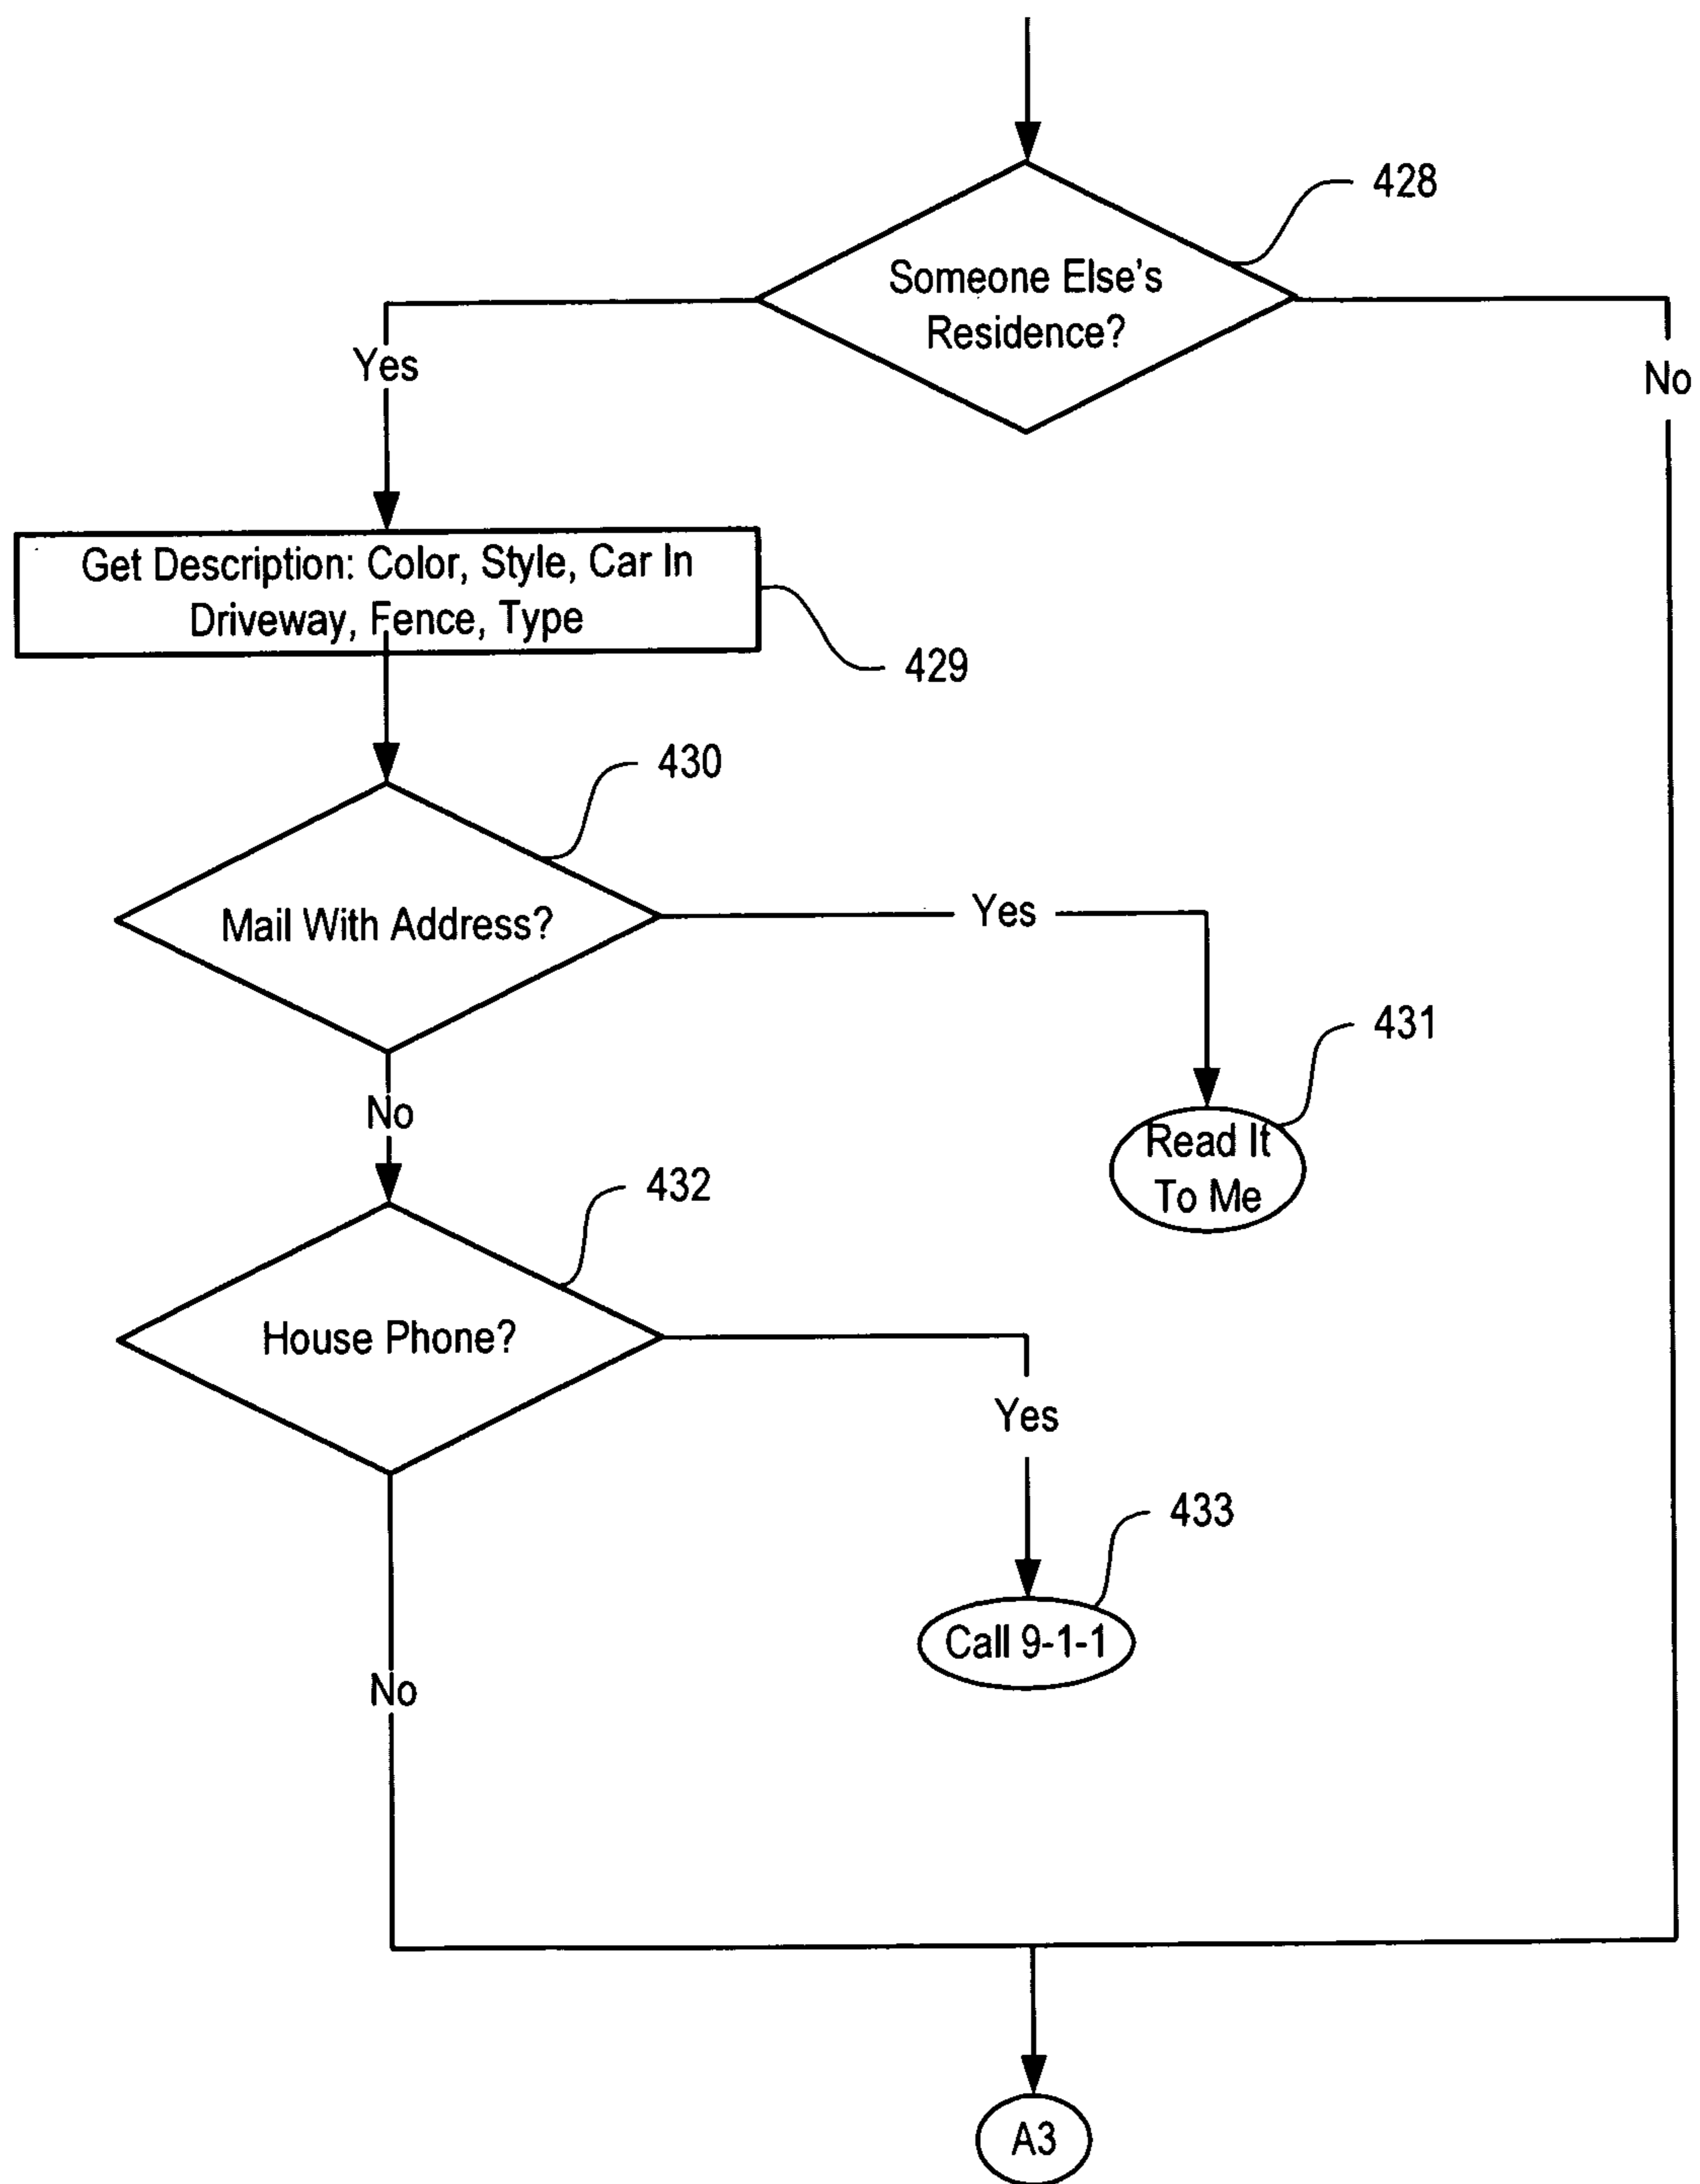 428
Someone Else's
Residence?
Yes
No
Get Description: Color, Style, Car In
Driveway, Fence, Type
429
430
Mail With Address?
Yes
431
No
Read It
To Me
432
House Phone?
Yes
433
Call 9-1-1
No
A3